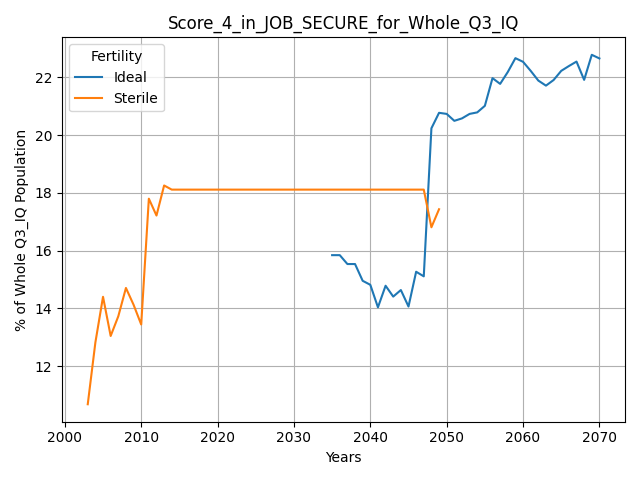 Score_4_in_JOB_SECURE_for_Whole_Q3_IQ
Fertility
Ideal
Sterile
% of Whole Q3_IQ Population
22
20
18
16
14
12
2000
2010
2020
2030
2040
2050
2060
2070
Years